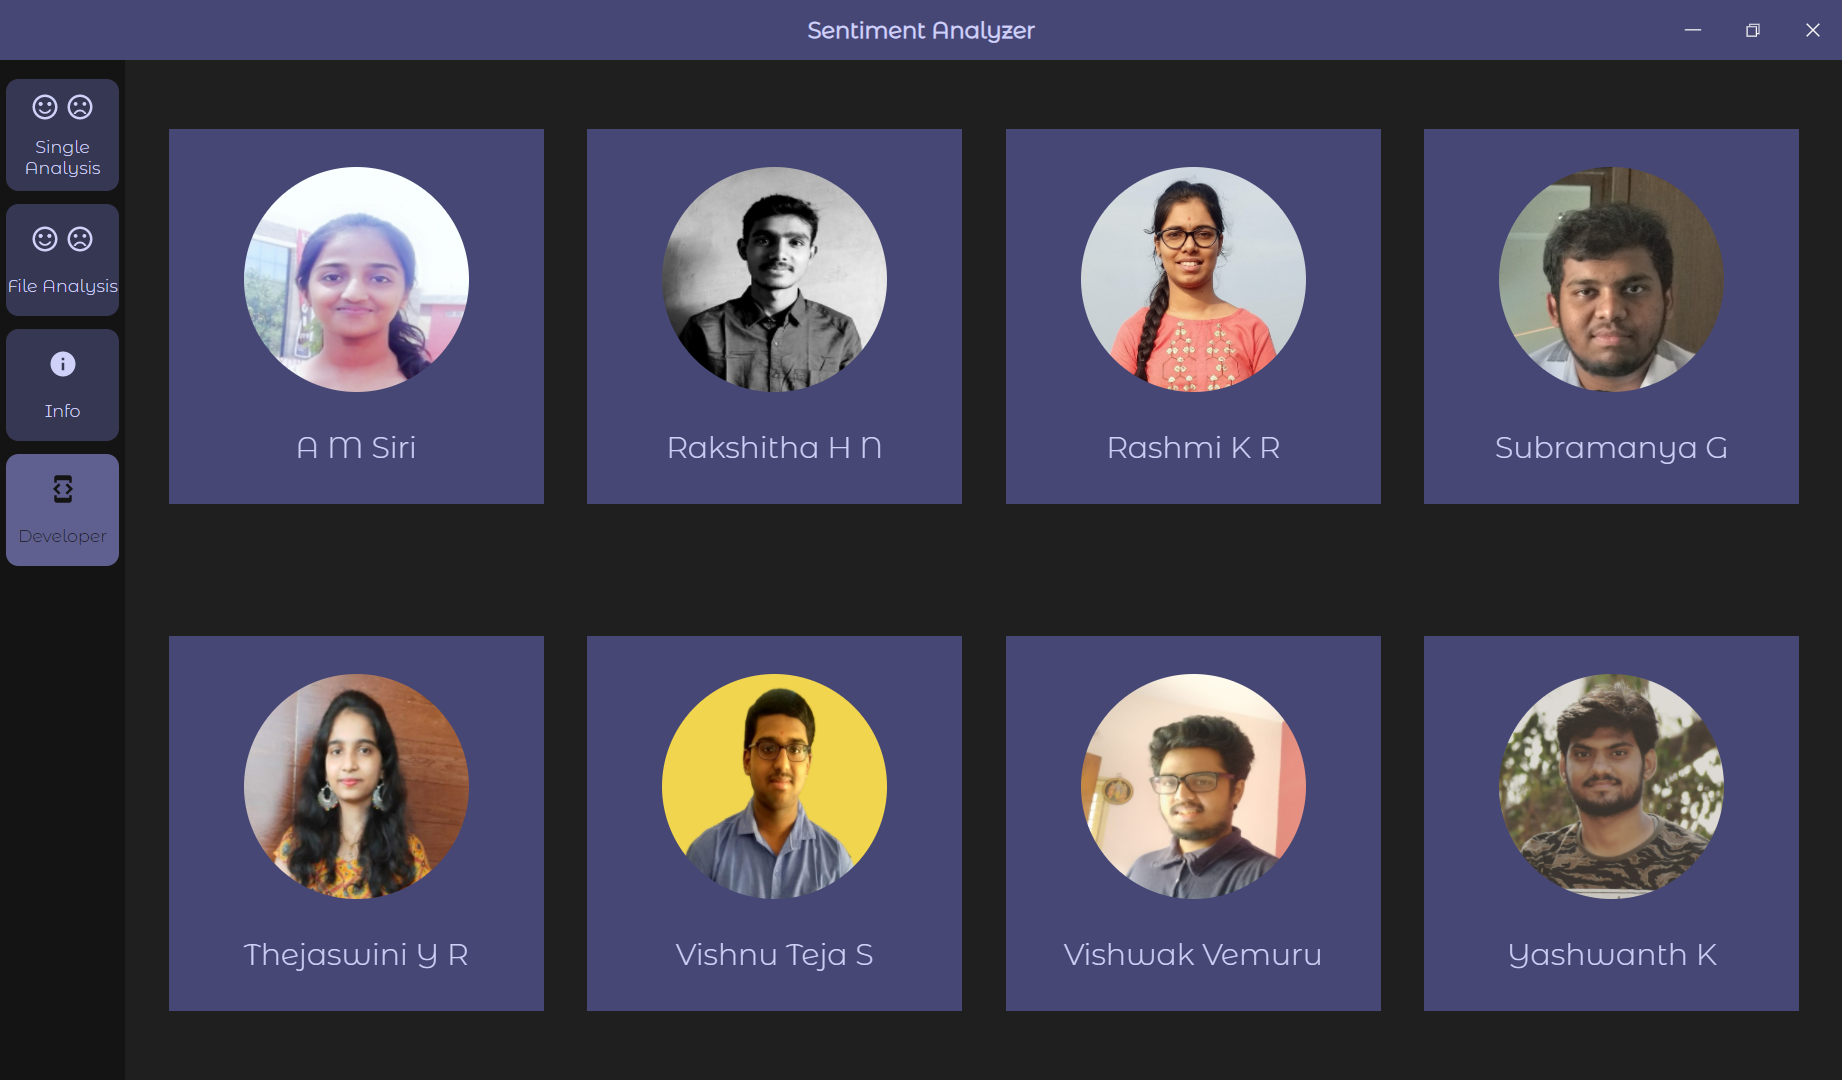 Sentiment Analyzer
Single
Analysis
File Analysis
Info
Developer
A M Siri
Rakshitha H N
Rashmi K R
Subramanya G
Thejaswini Y R
Vishnu Teja S
Vishwak Vemuru
Yashwanth K